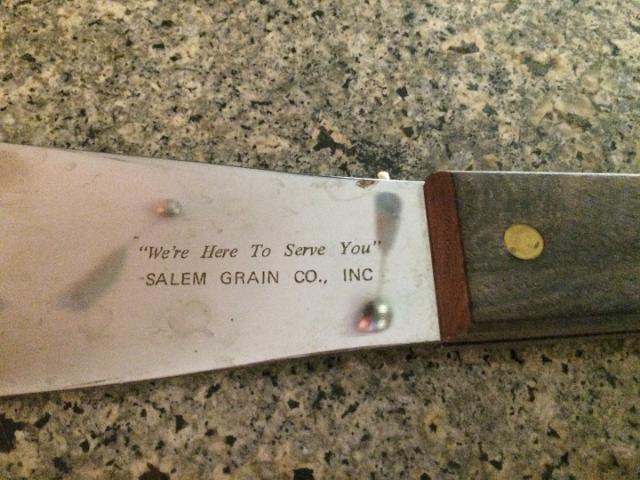 "We're Here To Serve You"
SALEM GRAIN CO., INC